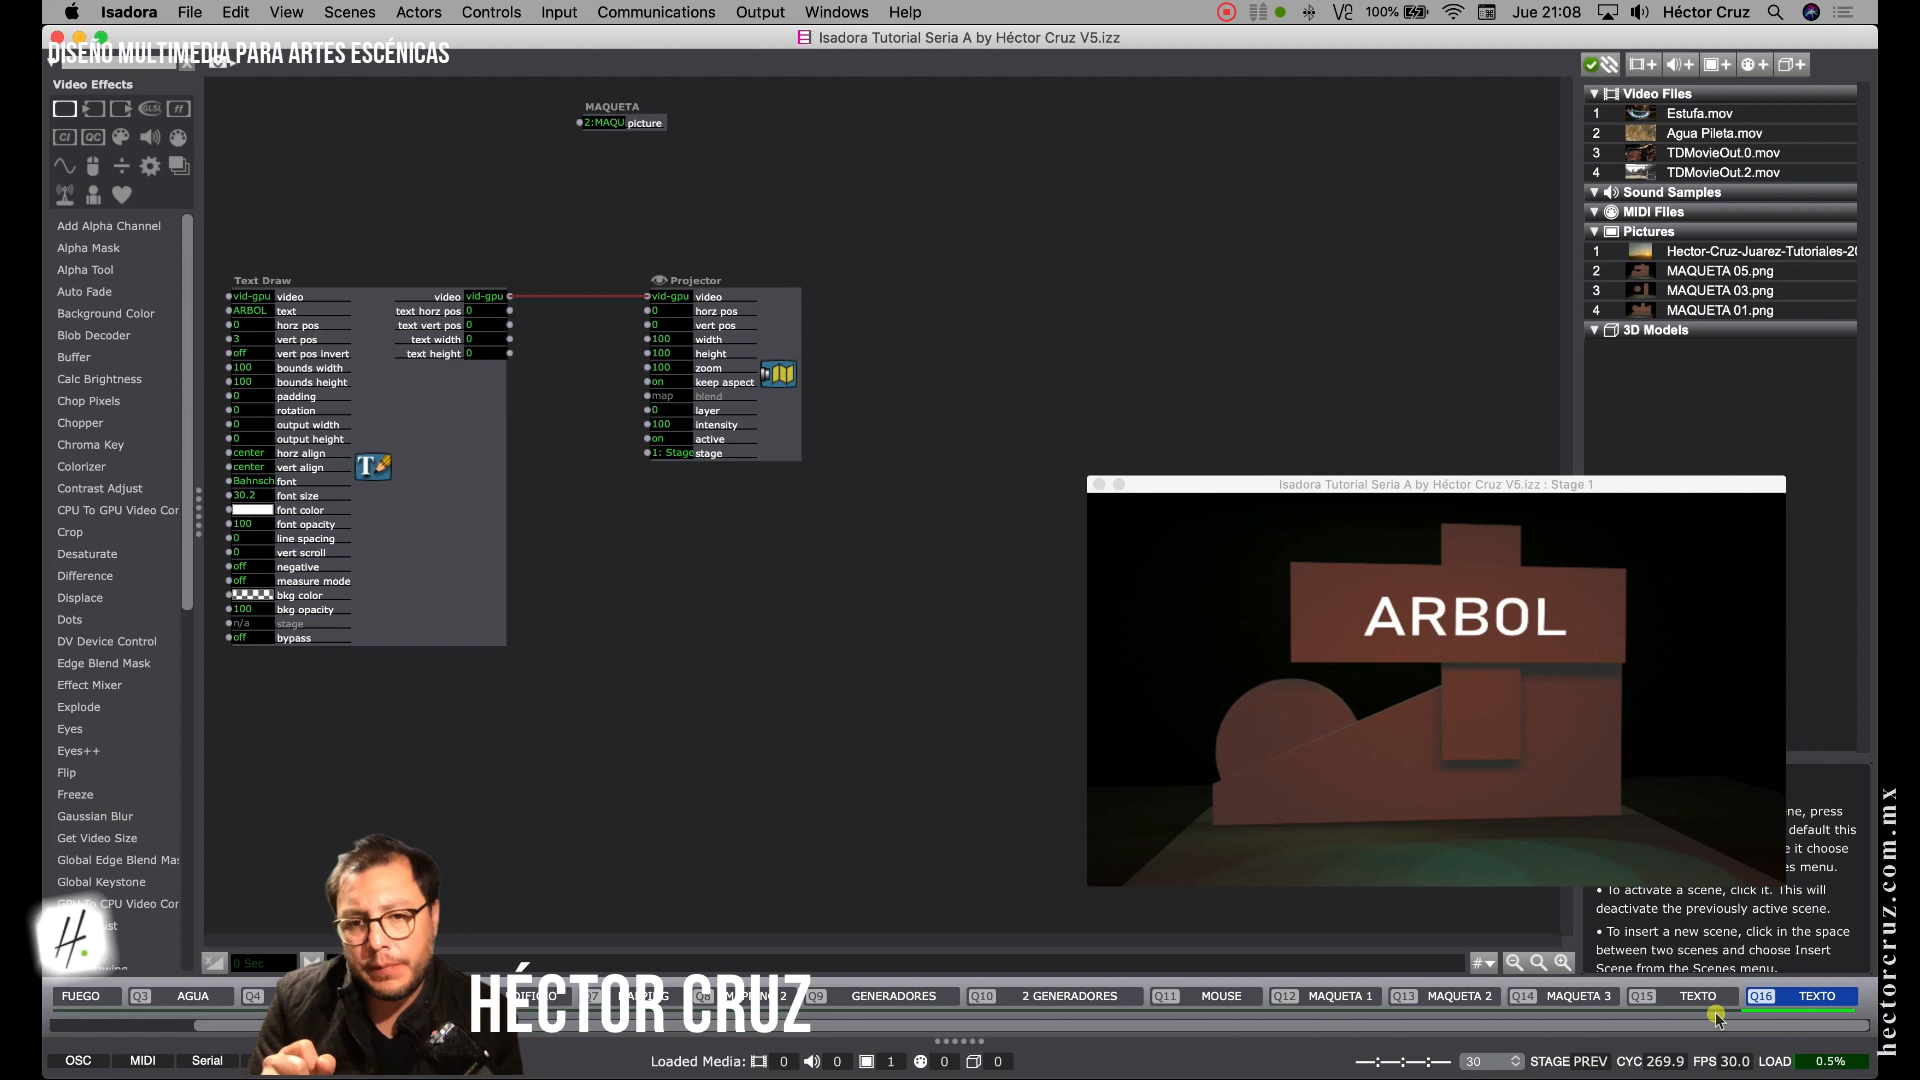 Isadora File Edit View Scenes Actors Controls Input Communications Output Windows Help 100% Jue 21:08 Héctor Cruz
Isadora Tutorial Seria A by Héctor Cruz V5.izz
DISEÑO MULTIMEDIA PARA ARTES ESCÉNICAS
Video Effects
GLSL ff
CI QC
Add Alpha Channel
Alpha Mask
Alpha Tool
Auto Fade
Background Color
Blob Decoder
Buffer
Calc Brightness
Chop Pixels
Chopper
Chroma Key
Colorizer
Contrast Adjust
CPU To GPU Video Cor
Crop
Desaturate
Difference
Displace
Dots
DV Device Control
Edge Blend Mask
Effect Mixer
Explode
Eyes
Eyes++
Flip
Freeze
Gaussian Blur
Get Video Size
Global Edge Blend Mas
Global Keystone
MAQUETA
2:MAQU picture
Text Draw
vid-gpu video video vid-gpu
ARBOL text text horz pos 0
0 horz pos text vert pos 0
3 vert pos text width 0
off vert pos invert text height 0
100 bounds width
100 bounds height
0 padding
0 rotation
0 output width
0 output height
center horz align
center vert align
Bahnsch font
30.2 font size
font color
100 font opacity
0 line spacing
0 vert scroll
off negative
off measure mode
bkg color
100 bkg opacity
n/a stage
off bypass
Projector
vid-gpu video
0 horz pos
0 vert pos
100 width
100 height
100 zoom
on keep aspect
map blend
0 layer
100 intensity
on active
1: Stage stage
Video Files
1 Estufa.mov
2 Agua Pileta.mov
3 TDMovieOut.0.mov
4 TDMovieOut.2.mov
Sound Samples
MIDI Files
Pictures
1 Hector-Cruz-Juarez-Tutoriales-20
2 MAQUETA 05.png
3 MAQUETA 03.png
4 MAQUETA 01.png
3D Models
Isadora Tutorial Seria A by Héctor Cruz V5.izz : Stage 1
ARBOL
ne, press
default this
e it choose
es menu.
• To activate a scene, click it. This will
deactivate the previously active scene.
• To insert a new scene, click in the space
between two scenes and choose Insert
Scene from the Scenes menu.
hectorcruz.com.mx
H.
0 Sec
#
FUEGO Q3 AGUA Q4 Q9 GENERADORES Q10 2 GENERADORES Q11 MOUSE Q12 MAQUETA 1 Q13 MAQUETA 2 Q14 MAQUETA 3 Q15 TEXTO Q16 TEXTO
HÉCTOR CRUZ
OSC MIDI Serial Loaded Media: 0 0 1 0 0 30 STAGE PREV CYC 269.9 FPS 30.0 LOAD 0.5%